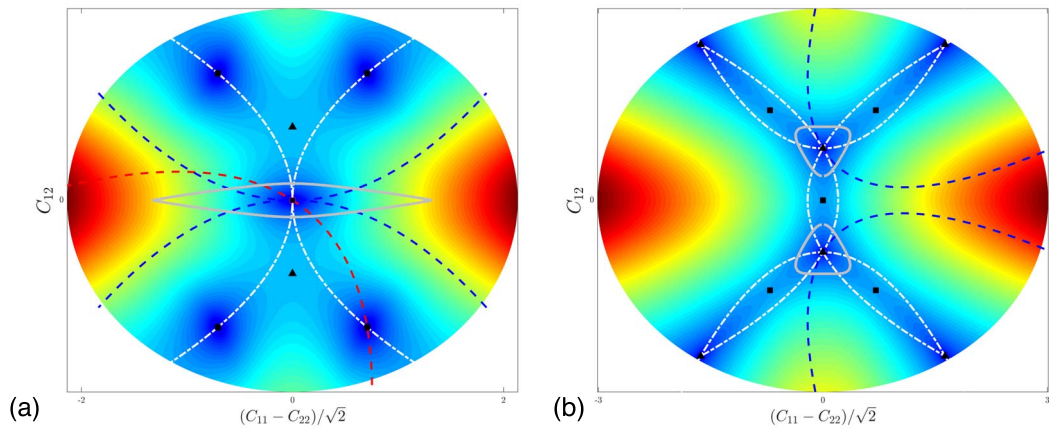 C₁₂
0
-2
0
2
(a)
(C₁₁ − C₂₂)/√2
C₁₂
0
-3
0
3
(b)
(C₁₁ − C₂₂)/√2